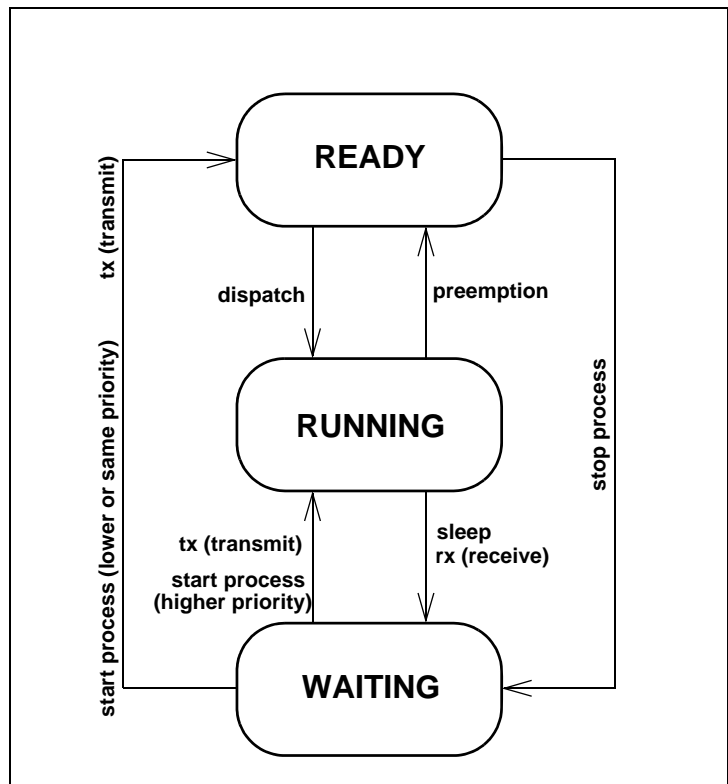 READY
tx (transmit)
dispatch
preemption
start process (lower or same priority)
stop process
RUNNING
tx (transmit)
start process
(higher priority)
sleep
rx (receive)
WAITING